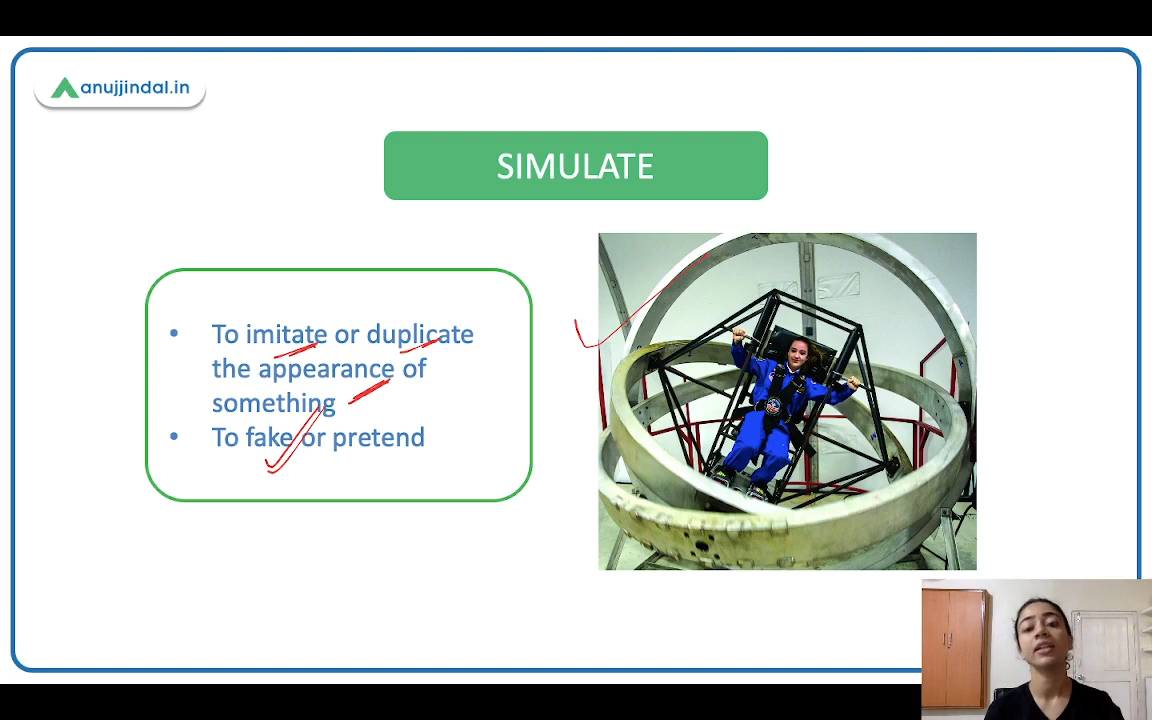 anujjindal.in
SIMULATE
• To imitate or duplicate
the appearance of
something
• To fake or pretend